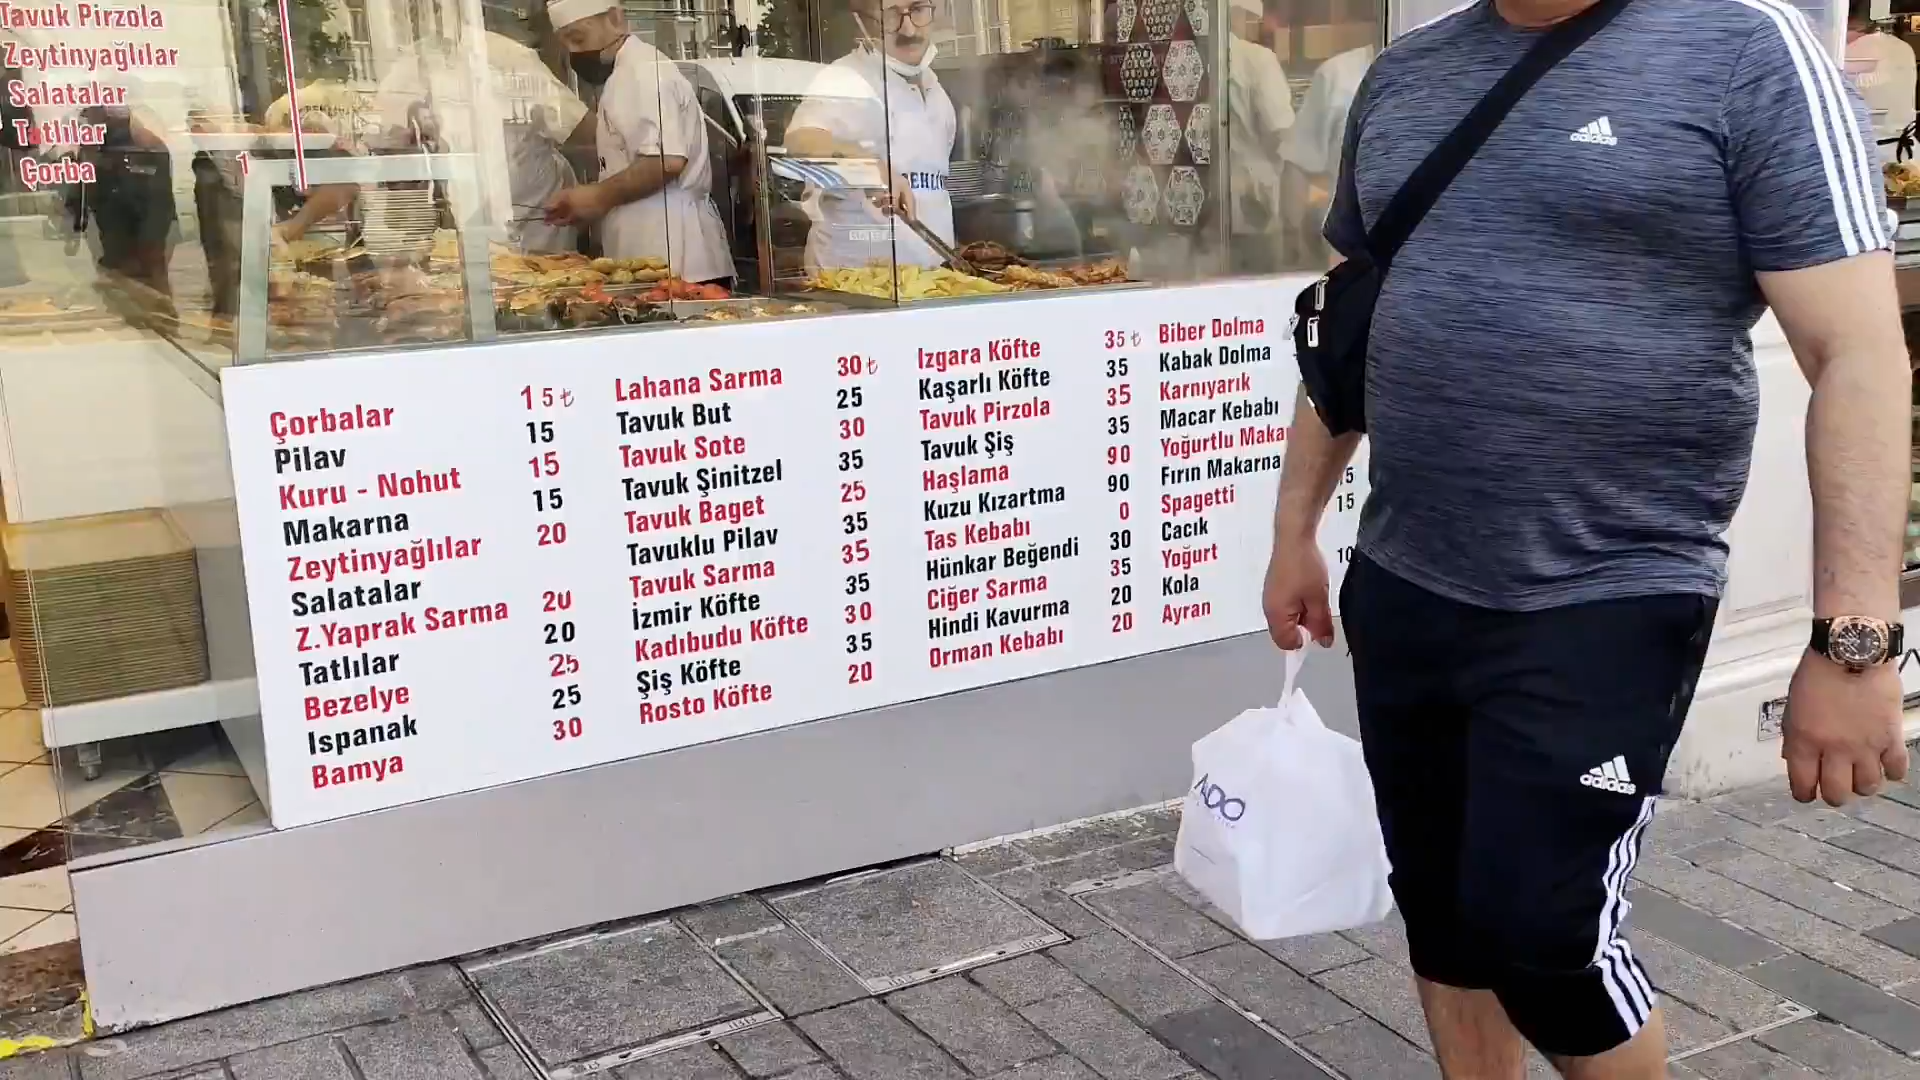 Tavuk Pirzola
Zeytinyağlılar
Salatalar
Tatlılar
Çorba
1
Çorbalar 15 ₺
Pilav 15
Kuru - Nohut 15
Makarna 15
Zeytinyağlılar 20
Salatalar
Z.Yaprak Sarma 20
Tatlılar 20
Bezelye 25
Ispanak 25
Bamya 30
Lahana Sarma 30 ₺
Tavuk But 25
Tavuk Sote 30
Tavuk Şinitzel 35
Tavuk Baget 25
Tavuklu Pilav 35
Tavuk Sarma 35
İzmir Köfte 35
Kadıbudu Köfte 30
Şiş Köfte 35
Rosto Köfte 20
Izgara Köfte 35 ₺
Kaşarlı Köfte 35
Tavuk Pirzola 35
Tavuk Şiş 35
Haşlama 90
Kuzu Kızartma 90
Tas Kebabı 0
Hünkar Beğendi 30
Ciğer Sarma 35
Hindi Kavurma 20
Orman Kebabı 20
Biber Dolma
Kabak Dolma
Karnıyarık
Macar Kebabı
Yoğurtlu
Fırın Makarna
Spagetti 15
Cacık
Yoğurt 10
Kola
Ayran
adidas
adidas